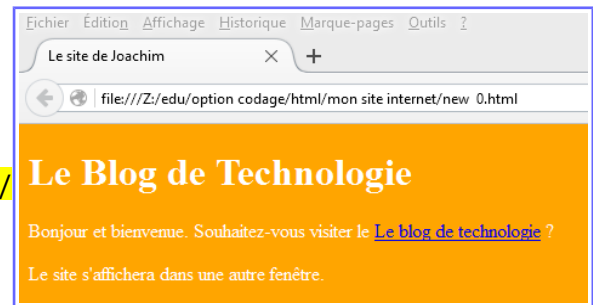 Fichier Édition Affichage Historique Marque-pages Outils ?
Le site de Joachim
file:///Z:/edu/option codage/html/mon site internet/new 0.html
/
Le Blog de Technologie
Bonjour et bienvenue. Souhaitez-vous visiter le Le blog de technologie ?
Le site s'affichera dans une autre fenêtre.